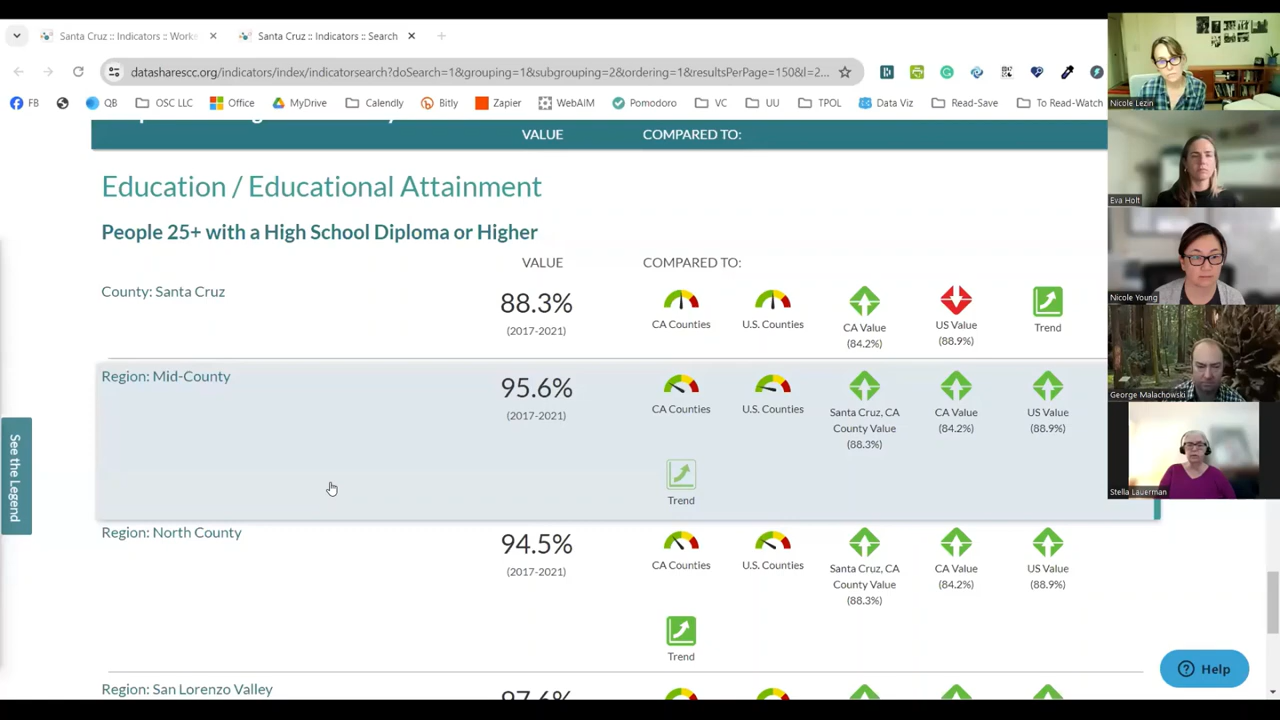 Santa Cruz :: Indicators :: Worke
Santa Cruz :: Indicators :: Search
datasharescc.org/indicators/index/indicatorsearch?doSearch=1&grouping=1&subgrouping=2&ordering=1&resultsPerPage=150&l=2...
FB QB OSC LLC Office MyDrive Calendly Bitly Zapier WebAIM Pomodoro VC UU TPOL Data Viz Read-Save To Read-Watch
VALUE COMPARED TO:
Education / Educational Attainment
People 25+ with a High School Diploma or Higher
VALUE COMPARED TO:
County: Santa Cruz
88.3%
(2017-2021)
CA Counties
U.S. Counties
CA Value
(84.2%)
US Value
(88.9%)
Trend
Region: Mid-County
95.6%
(2017-2021)
CA Counties
U.S. Counties
Santa Cruz, CA
County Value
(88.3%)
CA Value
(84.2%)
US Value
(88.9%)
Trend
Region: North County
94.5%
(2017-2021)
CA Counties
U.S. Counties
Santa Cruz, CA
County Value
(88.3%)
CA Value
(84.2%)
US Value
(88.9%)
Trend
Region: San Lorenzo Valley
97.6%
See the Legend
Help
Nicole Lezin
Eva Holt
Nicole Young
George Malachowski
Stella Lauerman